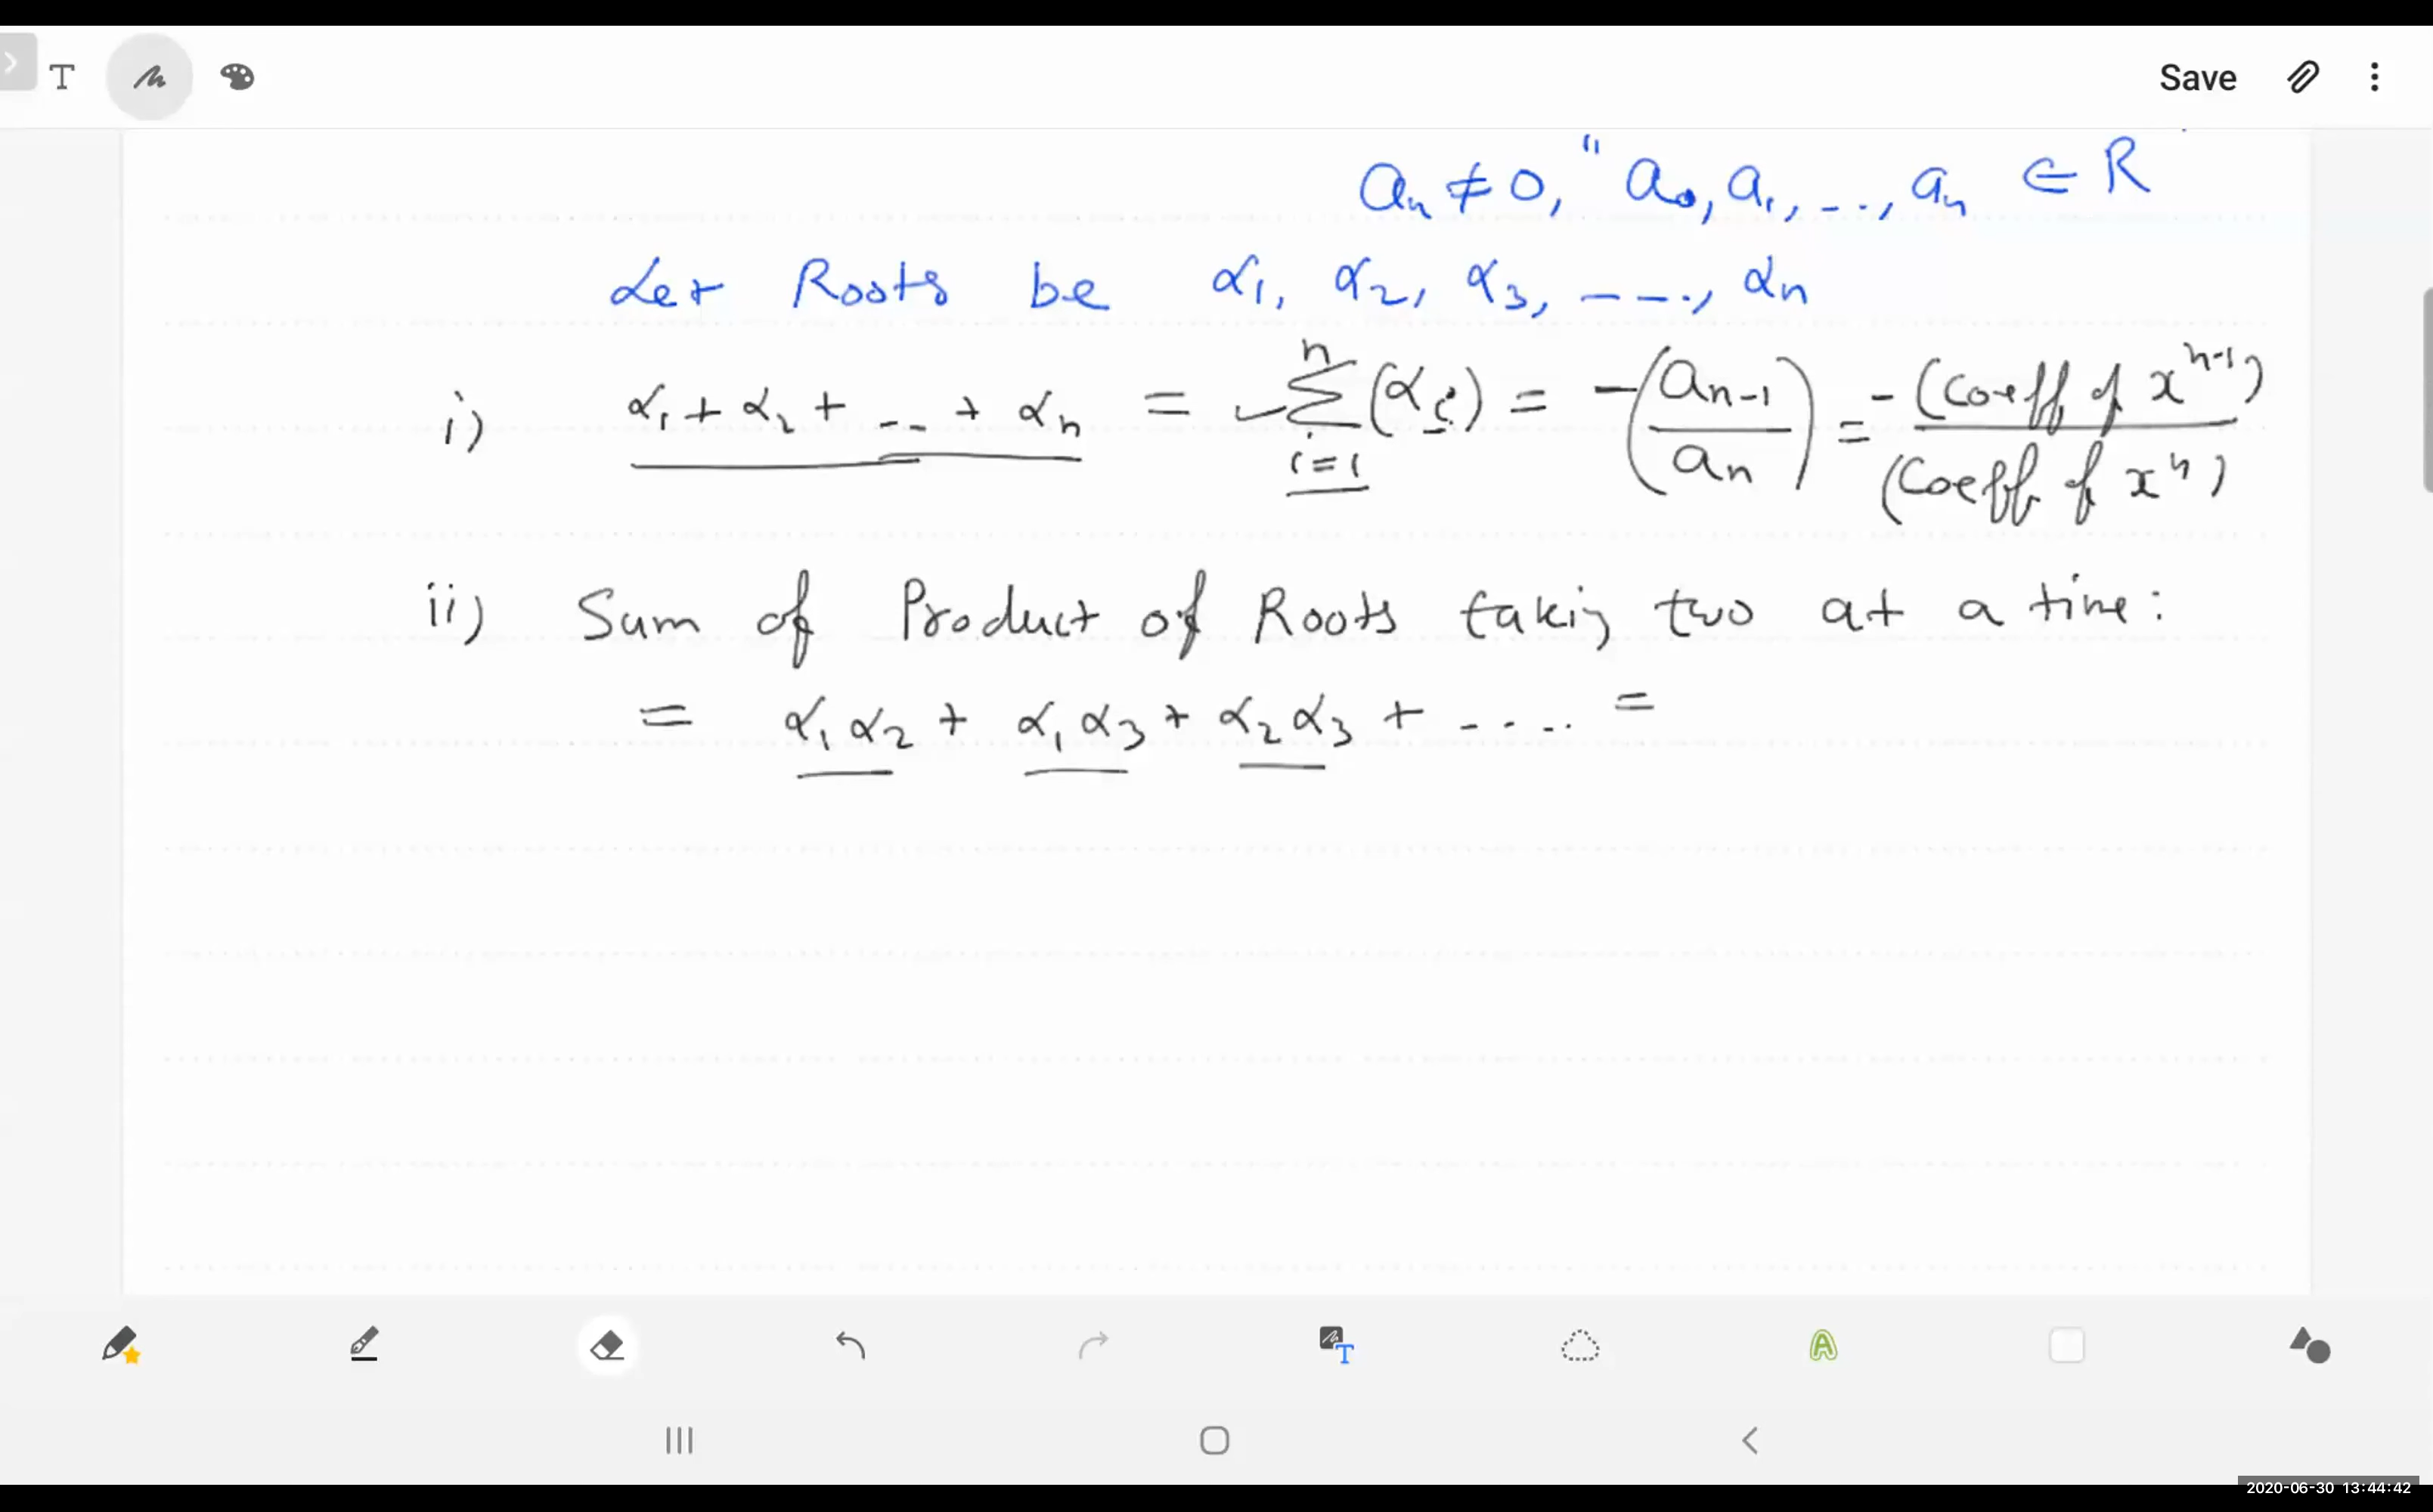 T Save
aₙ ≠ 0, " a₀, a₁, -.., aₙ ∈ R
Let Roots be α₁, α₂, α₃, ---., αₙ
i) α₁ + α₂ + -- + αₙ = ∑ⁿᵢ₌₁ (αᵢ) = -(aₙ₋₁ / aₙ) = - (Coeff of xⁿ⁻¹) / (Coeff. of xⁿ)
ii) Sum of Product of Roots taking two at a time:
= α₁α₂ + α₁α₃ + α₂α₃ + ---. =
T A
2020-06-30 13:44:42